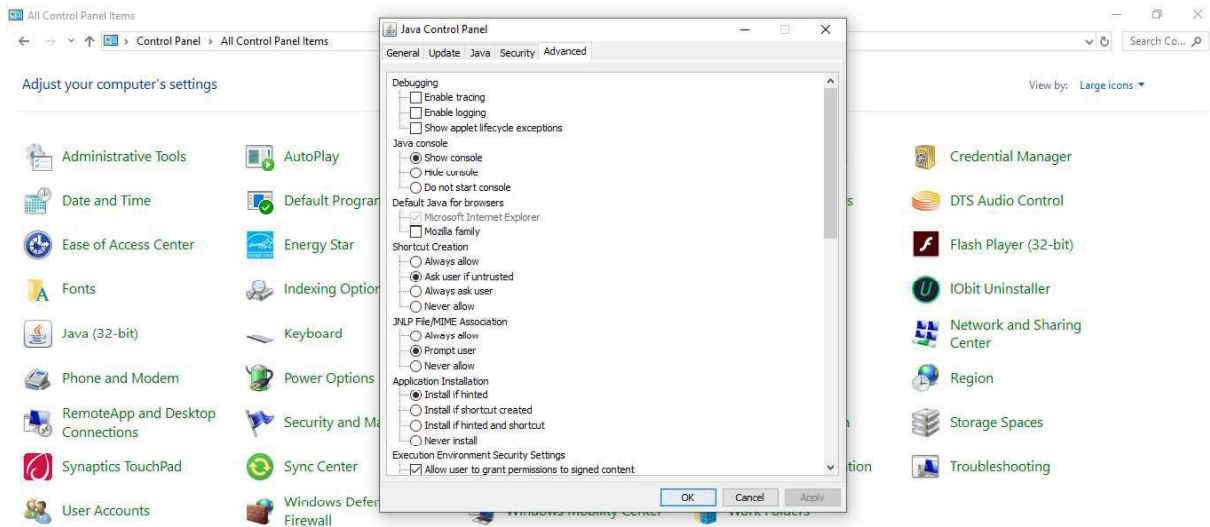 All Control Panel Items
Control Panel > All Control Panel Items
Search Co...
Adjust your computer's settings
View by: Large icons
Administrative Tools
AutoPlay
Credential Manager
Date and Time
Default Progran
s
DTS Audio Control
Ease of Access Center
Energy Star
Flash Player (32-bit)
Fonts
Indexing Option
IObit Uninstaller
Java (32-bit)
Keyboard
Network and Sharing
Center
Phone and Modem
Power Options
Region
RemoteApp and Desktop
Connections
Security and Ma
Storage Spaces
Synaptics TouchPad
Sync Center
tion
Troubleshooting
User Accounts
Windows Defen
Firewall
Windows Mobility Center
Work Folders
Java Control Panel
General Update Java Security Advanced
Debugging
Enable tracing
Enable logging
Show applet lifecycle exceptions
Java console
Show console
Hide console
Do not start console
Default Java for browsers
Microsoft Internet Explorer
Mozilla family
Shortcut Creation
Always allow
Ask user if untrusted
Always ask user
Never allow
JNLP File/MIME Association
Always allow
Prompt user
Never allow
Application Installation
Install if hinted
Install if shortcut created
Install if hinted and shortcut
Never install
Execution Environment Security Settings
Allow user to grant permissions to signed content
OK Cancel Apply